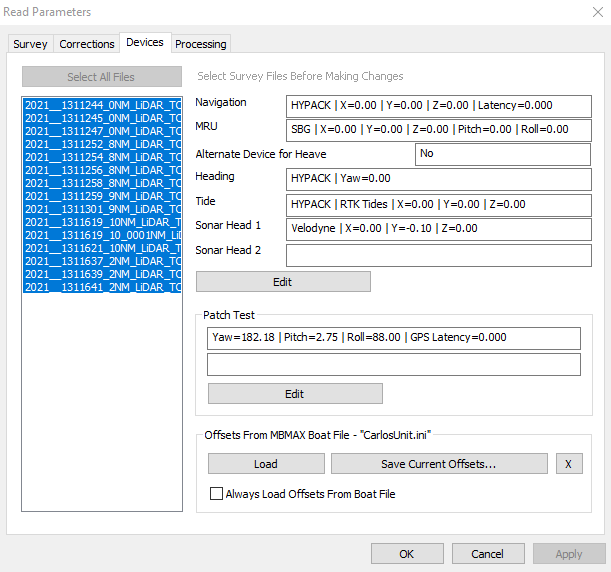 Read Parameters
Survey Corrections Devices Processing
Select All Files
Select Survey Files Before Making Changes
2021__1311244_0NM_LiDAR_TC
2021__1311245_0NM_LiDAR_TC
2021__1311247_0NM_LiDAR_TC
2021__1311252_8NM_LiDAR_TC
2021__1311254_8NM_LiDAR_TC
2021__1311256_8NM_LiDAR_TC
2021__1311258_8NM_LiDAR_TC
2021__1311259_9NM_LiDAR_TC
2021__1311301_9NM_LiDAR_TC
2021__1311619_10NM_LiDAR_T
2021__1311619_10_0001NM_Li
2021__1311621_10NM_LiDAR_T
2021__1311637_2NM_LiDAR_TC
2021__1311639_2NM_LiDAR_TC
2021__1311641_2NM_LiDAR_TC
Navigation HYPACK | X=0.00 | Y=0.00 | Z=0.00 | Latency=0.000
MRU SBG | X=0.00 | Y=0.00 | Z=0.00 | Pitch=0.00 | Roll=0.00
Alternate Device for Heave No
Heading HYPACK | Yaw=0.00
Tide HYPACK | RTK Tides | X=0.00 | Y=0.00 | Z=0.00
Sonar Head 1 Velodyne | X=0.00 | Y=-0.10 | Z=0.00
Sonar Head 2
Edit
Patch Test
Yaw=182.18 | Pitch=2.75 | Roll=88.00 | GPS Latency=0.000
Edit
Offsets From MBMAX Boat File - "CarlosUnit.ini"
Load Save Current Offsets... X
Always Load Offsets From Boat File
OK Cancel Apply